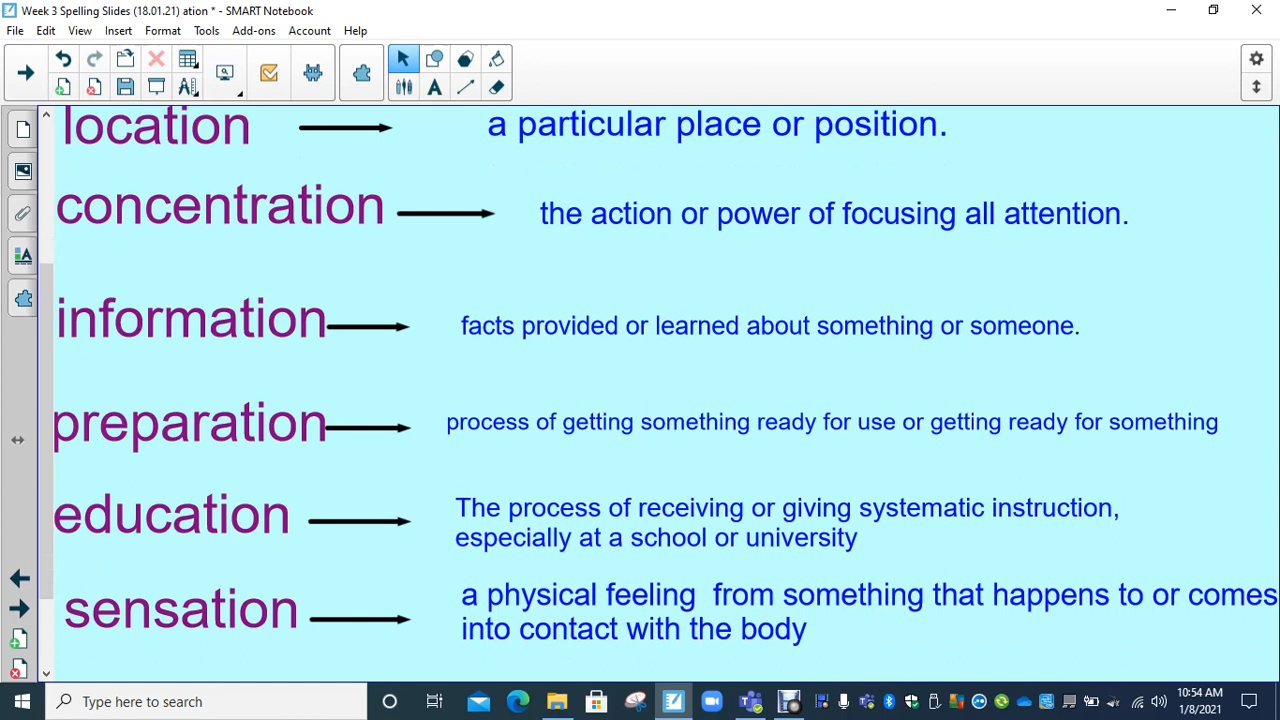 Week 3 Spelling Slides (18.01.21) ation * - SMART Notebook
File Edit View Insert Format Tools Add-ons Account Help
location a particular place or position.
concentration the action or power of focusing all attention.
information facts provided or learned about something or someone.
preparation process of getting something ready for use or getting ready for something
education The process of receiving or giving systematic instruction,
especially at a school or university
sensation a physical feeling from something that happens to or comes
into contact with the body
Type here to search
10:54 AM
1/8/2021